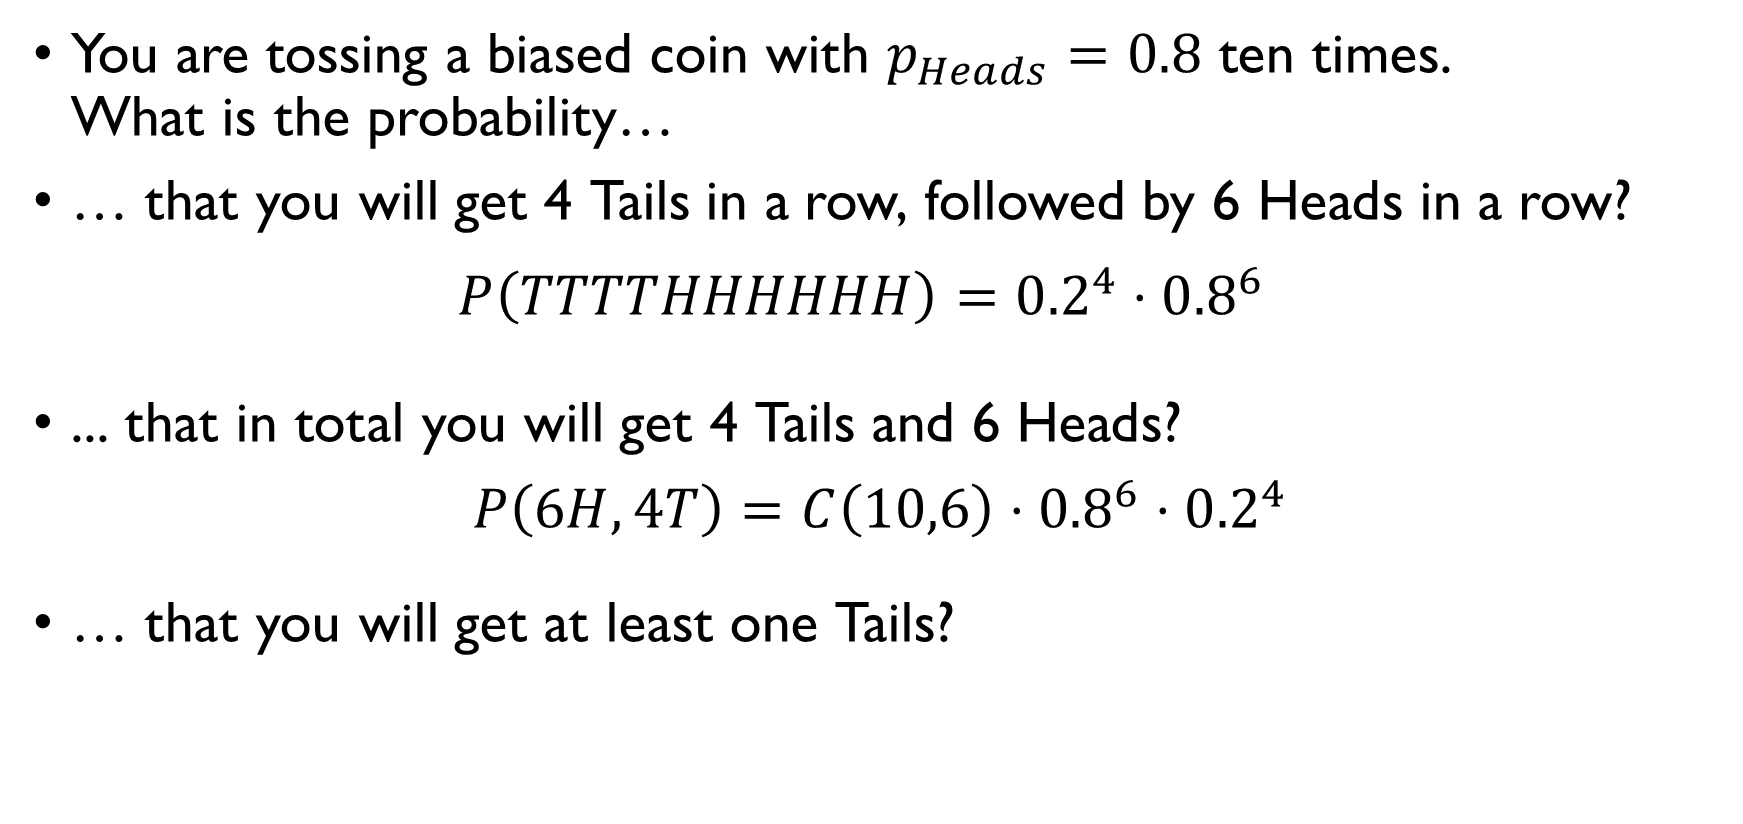 • You are tossing a biased coin with p_Heads = 0.8 ten times.
What is the probability…
• … that you will get 4 Tails in a row, followed by 6 Heads in a row?
P(TTTTHHHHHH) = 0.2⁴ · 0.8⁶
• ... that in total you will get 4 Tails and 6 Heads?
P(6H, 4T) = C(10,6) · 0.8⁶ · 0.2⁴
• … that you will get at least one Tails?